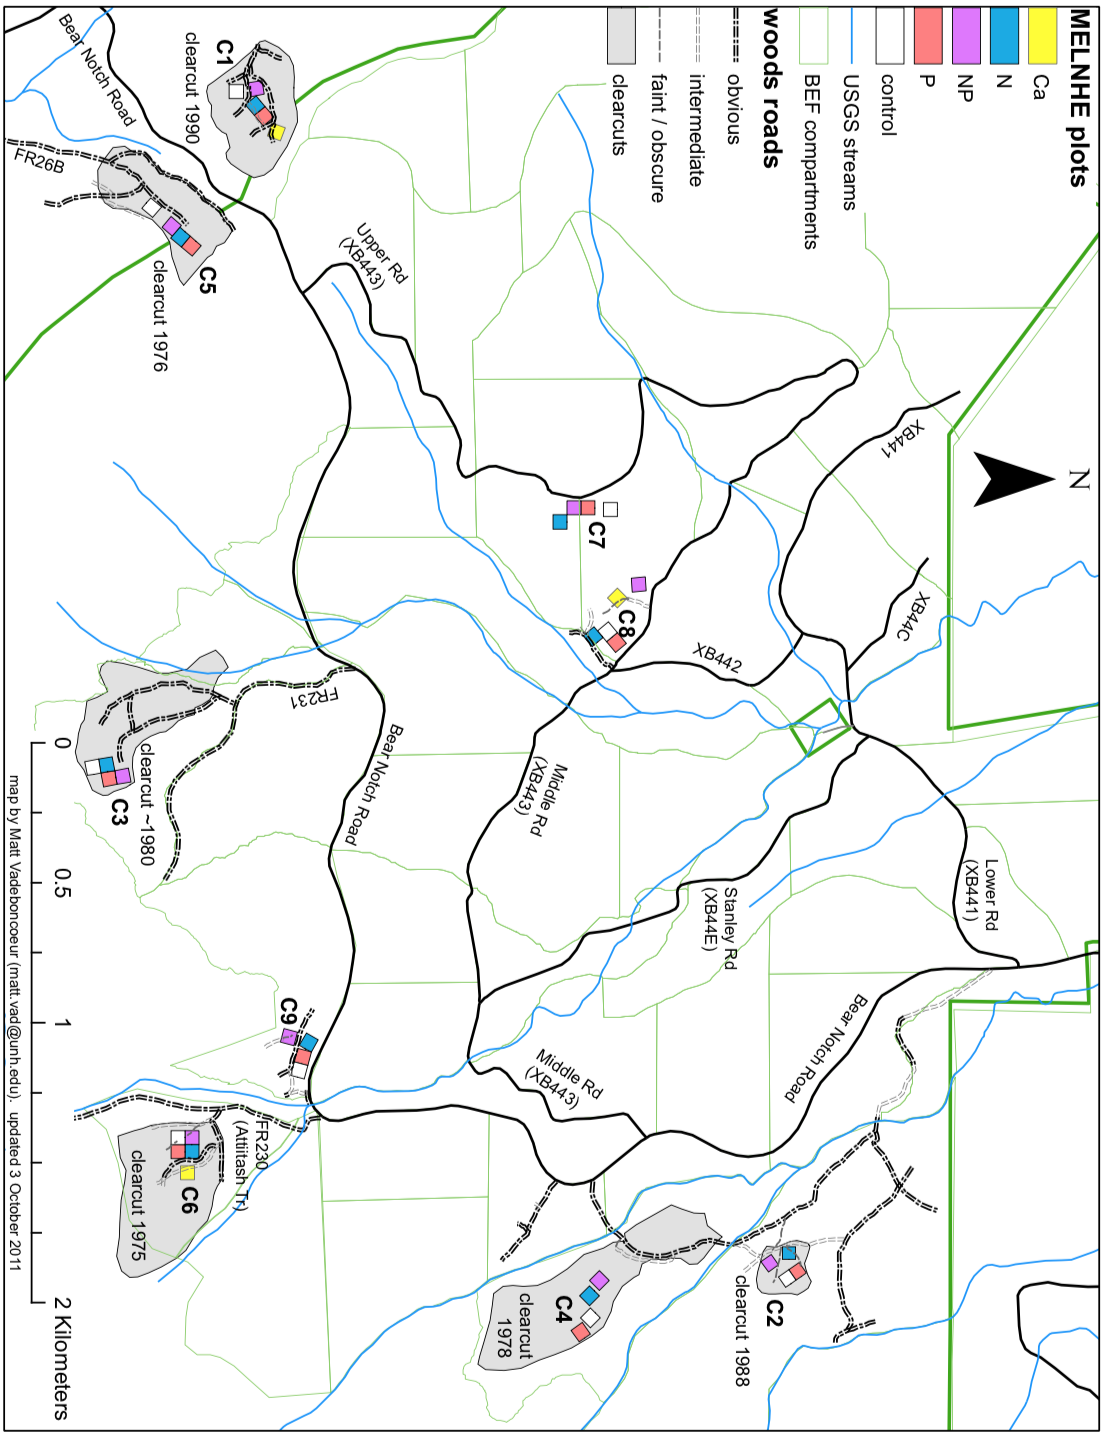 MELNHE plots
Ca
N
NP
P
control
USGS streams
BEF compartments
woods roads
obvious
intermediate
faint / obscure
clearcuts
N
XB441
XB44C
Lower Rd
(XB441)
XB442
Stanley Rd
(XB44E)
Bear Notch Road
Upper Rd
(XB443)
C7
C8
Middle Rd
(XB443)
Middle Rd
(XB443)
C2
clearcut 1988
C4
clearcut
1978
C1
clearcut 1990
Bear Notch Road
FR26B
C5
clearcut 1976
FR231
Bear Notch Road
C3
clearcut ~1980
C9
FR230
(Attiitash Tr)
C6
clearcut 1975
0
0.5
1
2 Kilometers
map by Matt Vadeboncoeur (matt.vad@unh.edu). updated 3 October 2011